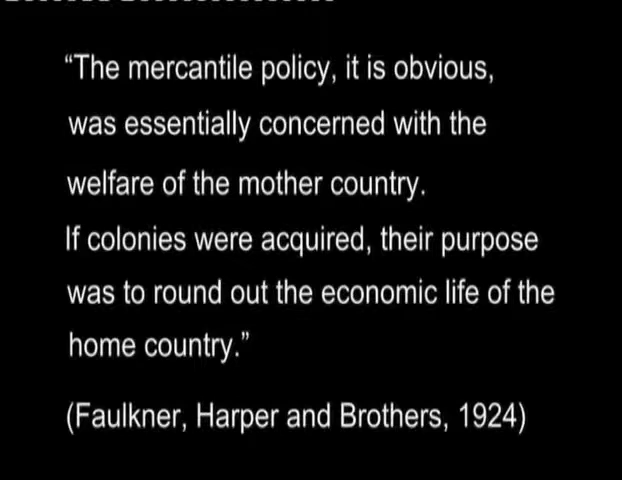 “The mercantile policy, it is obvious,
was essentially concerned with the
welfare of the mother country.
If colonies were acquired, their purpose
was to round out the economic life of the
home country.”
(Faulkner, Harper and Brothers, 1924)